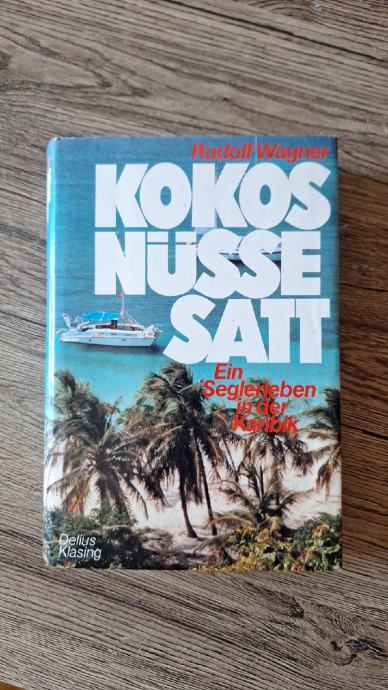 Rudolf Wagner
KOKOS
NÜSSE
SATT
Ein
Seglerleben
in der
Karibik
Delius
Klasing